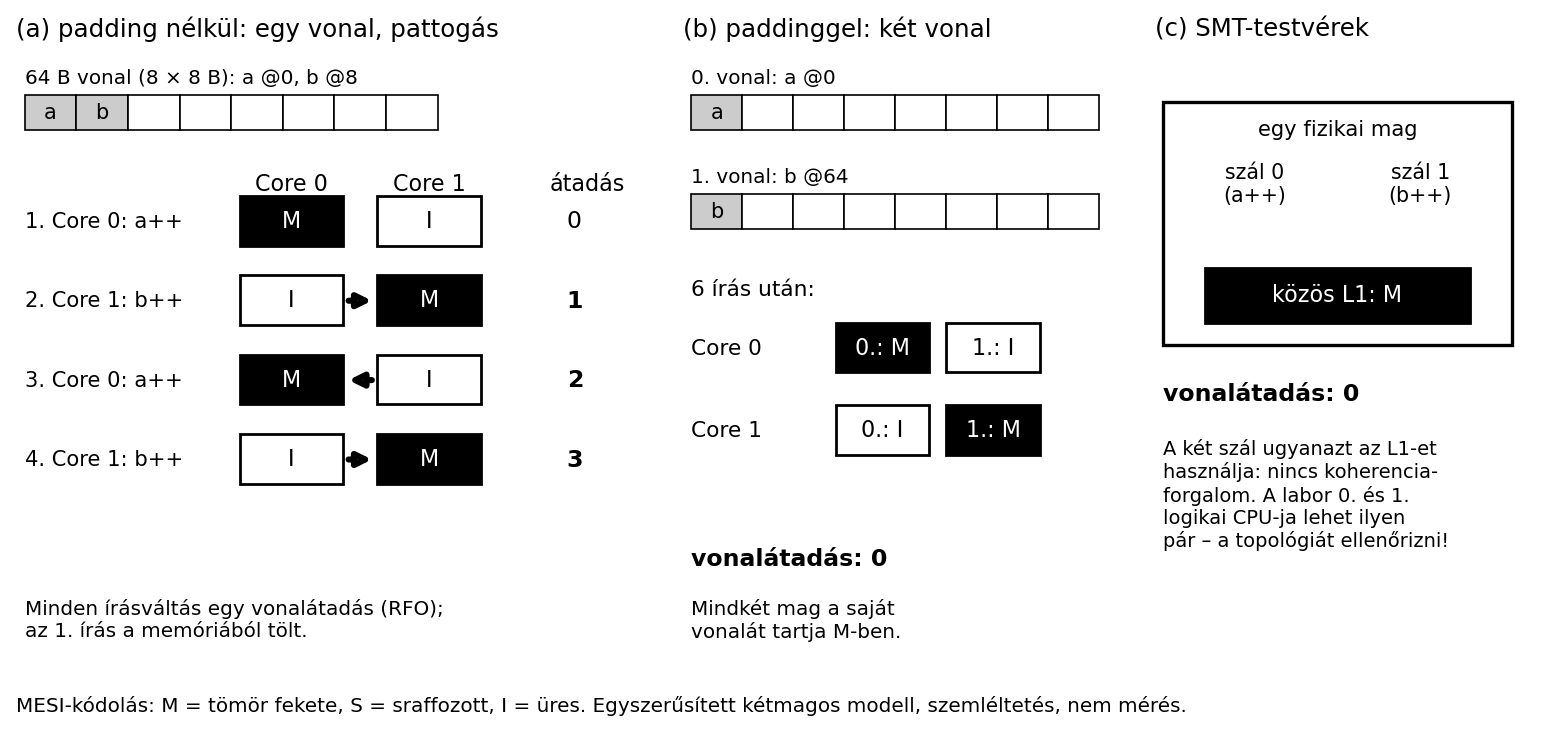 (a) padding nélkül: egy vonal, pattogás
64 B vonal (8 × 8 B): a @0, b @8
a b
Core 0 Core 1 átadás
1. Core 0: a++ M I 0
2. Core 1: b++ I M 1
3. Core 0: a++ M I 2
4. Core 1: b++ I M 3
Minden írásváltás egy vonalátadás (RFO);
az 1. írás a memóriából tölt.
(b) paddinggel: két vonal
0. vonal: a @0
a
1. vonal: b @64
b
6 írás után:
Core 0 0.: M 1.: I
Core 1 0.: I 1.: M
vonalátadás: 0
Mindkét mag a saját
vonalát tartja M-ben.
(c) SMT-testvérek
egy fizikai mag
szál 0 szál 1
(a++) (b++)
közös L1: M
vonalátadás: 0
A két szál ugyanazt az L1-et
használja: nincs koherencia-
forgalom. A labor 0. és 1.
logikai CPU-ja lehet ilyen
pár – a topológiát ellenőrizni!
MESI-kódolás: M = tömör fekete, S = sraffozott, I = üres. Egyszerűsített kétmagos modell, szemléltetés, nem mérés.